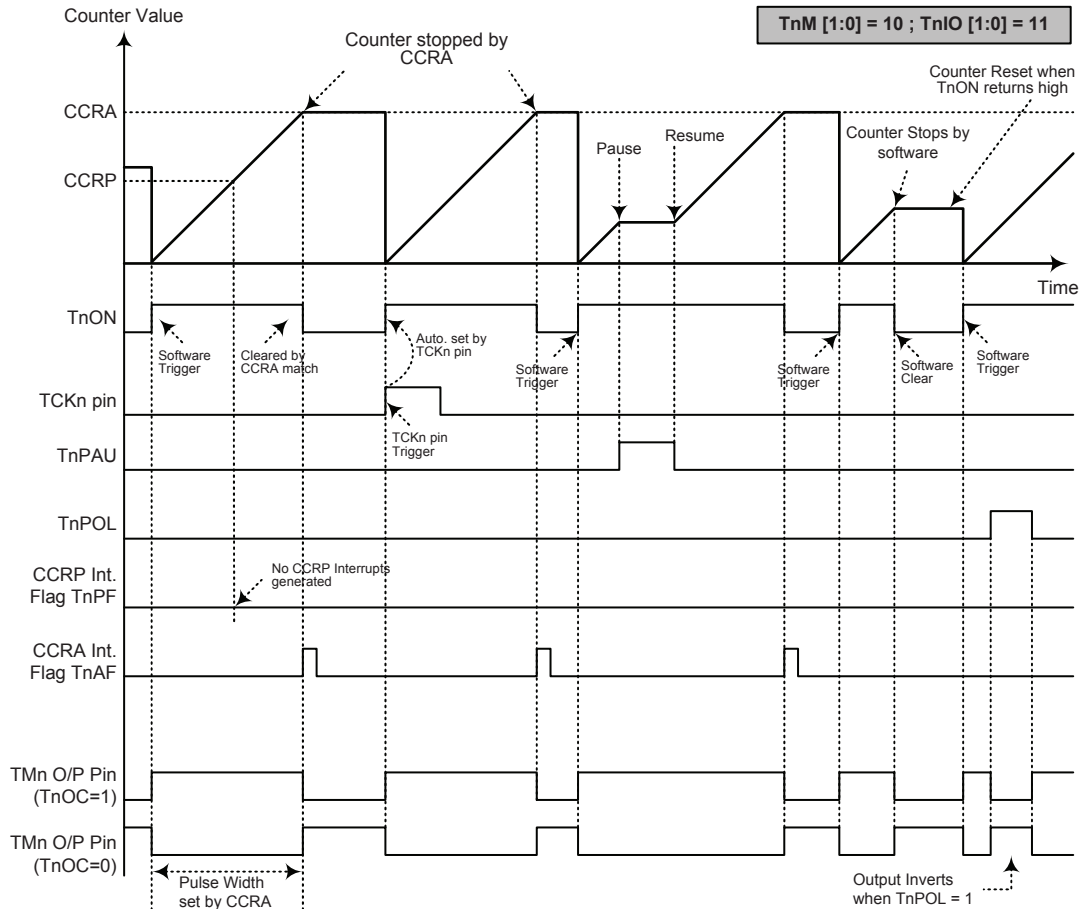 Counter Value
TnM [1:0] = 10 ; TnIO [1:0] = 11
Counter stopped by
CCRA
Counter Reset when
TnON returns high
CCRA
Pause
Resume
Counter Stops by
software
CCRP
Time
TnON
Software
Trigger
Cleared by
CCRA match
Auto. set by
TCKn pin
Software
Trigger
Software
Trigger
Software
Clear
Software
Trigger
TCKn pin
TCKn pin
Trigger
TnPAU
TnPOL
CCRP Int.
Flag TnPF
No CCRP Interrupts
generated
CCRA Int.
Flag TnAF
TMn O/P Pin
(TnOC=1)
TMn O/P Pin
(TnOC=0)
Pulse Width
set by CCRA
Output Inverts
when TnPOL = 1